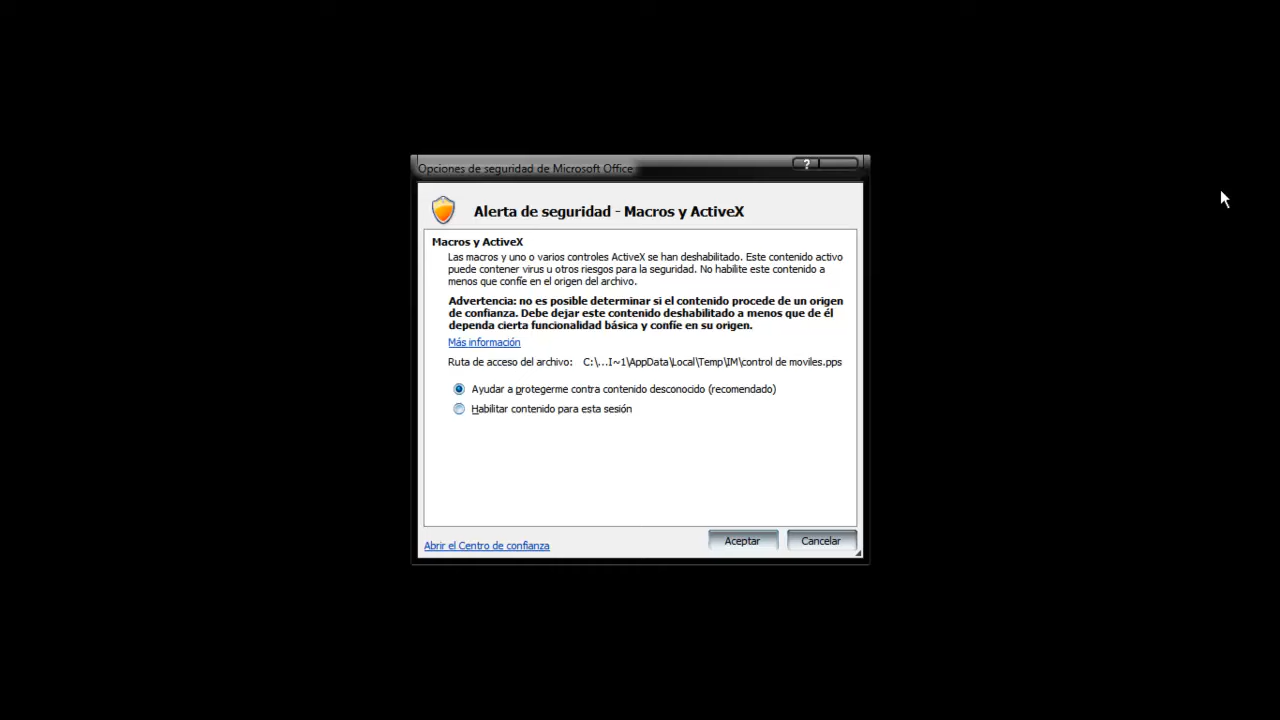 Opciones de seguridad de Microsoft Office
?
Alerta de seguridad - Macros y ActiveX
Macros y ActiveX
Las macros y uno o varios controles ActiveX se han deshabilitado. Este contenido activo
puede contener virus u otros riesgos para la seguridad. No habilite este contenido a
menos que confíe en el origen del archivo.
Advertencia: no es posible determinar si el contenido procede de un origen
de confianza. Debe dejar este contenido deshabilitado a menos que de él
dependa cierta funcionalidad básica y confíe en su origen.
Más información
Ruta de acceso del archivo: C:\...I~1\AppData\Local\Temp\IM\control de moviles.pps
Ayudar a protegerme contra contenido desconocido (recomendado)
Habilitar contenido para esta sesión
Abrir el Centro de confianza
Aceptar
Cancelar